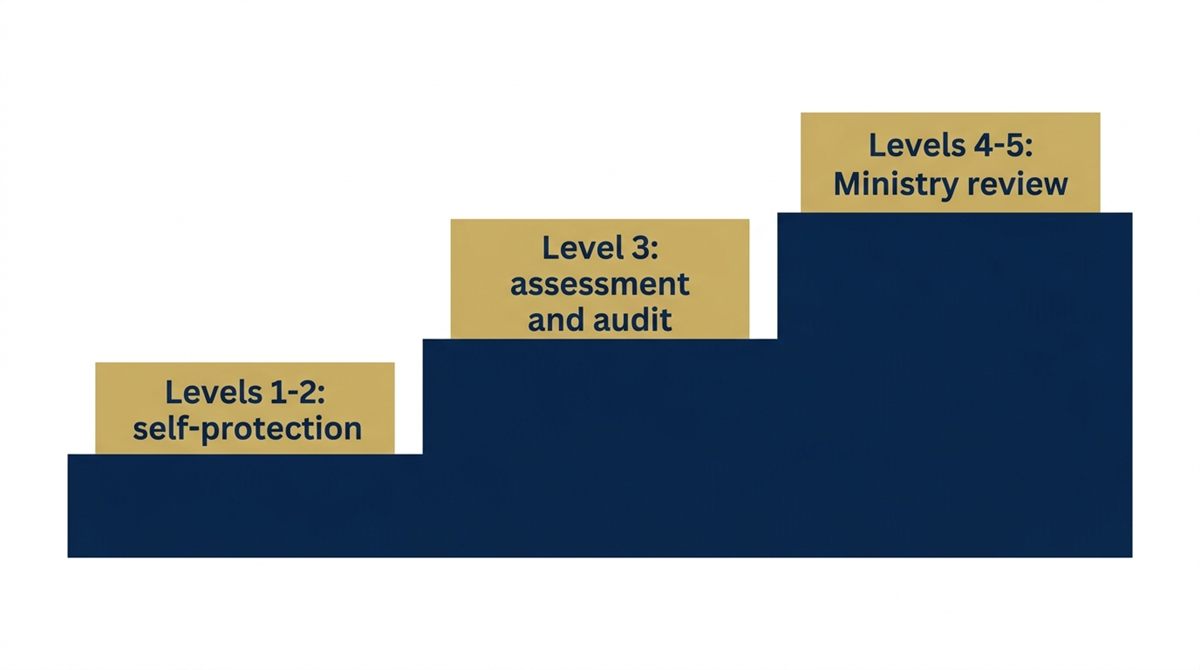 Levels 1-2:
self-protection
Level 3:
assessment
and audit
Levels 4-5:
Ministry review